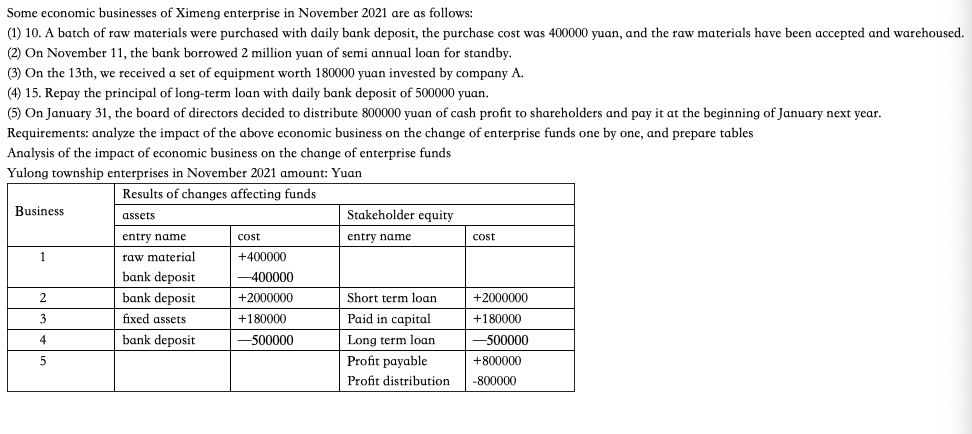 Some economic businesses of Ximeng enterprise in November 2021 are as follows:
(1) 10. A batch of raw materials were purchased with daily bank deposit, the purchase cost was 400000 yuan, and the raw materials have been accepted and warehoused.
(2) On November 11, the bank borrowed 2 million yuan of semi annual loan for standby.
(3) On the 13th, we received a set of equipment worth 180000 yuan invested by company A.
(4) 15. Repay the principal of long-term loan with daily bank deposit of 500000 yuan.
(5) On January 31, the board of directors decided to distribute 800000 yuan of cash profit to shareholders and pay it at the beginning of January next year.
Requirements: analyze the impact of the above economic business on the change of enterprise funds one by one, and prepare tables
Analysis of the impact of economic business on the change of enterprise funds
Yulong township enterprises in November 2021 amount: Yuan
Results of changes affecting funds
Business
assets Stakeholder equity
entry name cost entry name cost
1 raw material +400000
bank deposit —400000
2 bank deposit +2000000 Short term loan +2000000
3 fixed assets +180000 Paid in capital +180000
4 bank deposit —500000 Long term loan —500000
5 Profit payable +800000
Profit distribution -800000